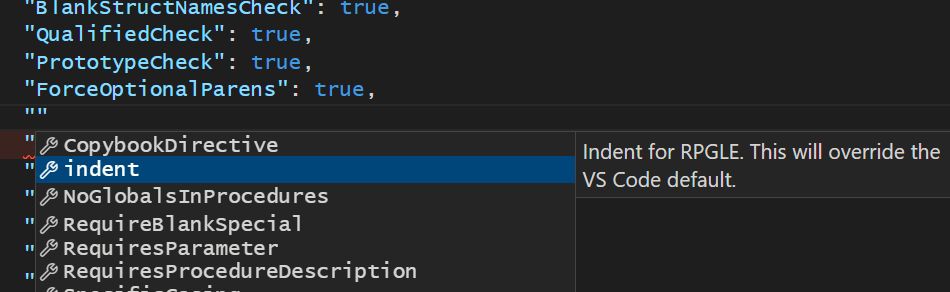 "BlankStructNamesCheck": true,
"QualifiedCheck": true,
"PrototypeCheck": true,
"ForceOptionalParens": true,
""
"
CopybookDirective
"
indent
"
NoGlobalsInProcedures
"
RequireBlankSpecial
"
RequiresParameter
"
RequiresProcedureDescription
SpecificCasing
Indent for RPGLE. This will override the
VS Code default.